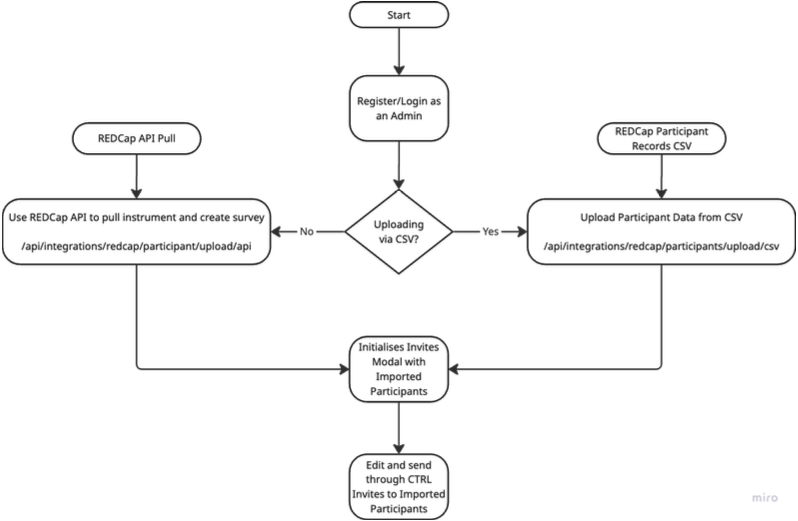 Start
Register/Login as
an Admin
REDCap API Pull
REDCap Participant
Records CSV
Use REDCap API to pull instrument and create survey
/api/integrations/redcap/participant/upload/api
No
Uploading
via CSV?
Yes
Upload Participant Data from CSV
/api/integrations/redcap/participants/upload/csv
Initialises Invites
Modal with
Imported
Participants
Edit and send
through CTRL
Invites to Imported
Participants
miro